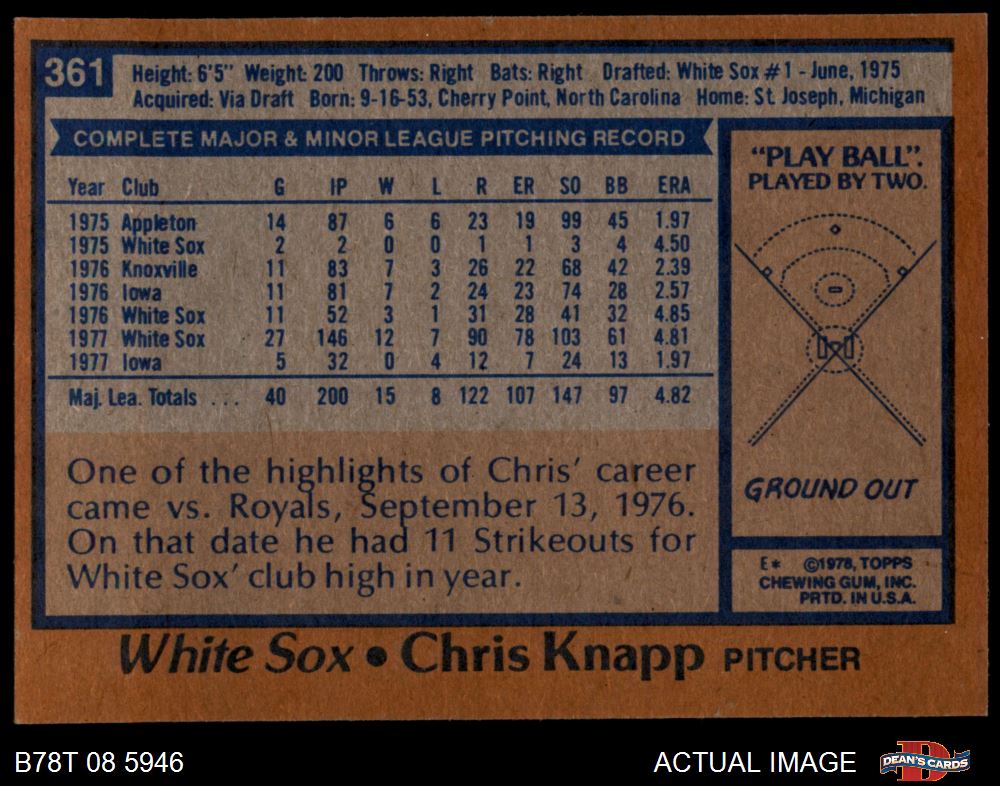 361
Height: 6'5" Weight: 200 Throws: Right Bats: Right Drafted: White Sox #1 - June, 1975
Acquired: Via Draft Born: 9-16-53, Cherry Point, North Carolina Home: St. Joseph, Michigan
COMPLETE MAJOR & MINOR LEAGUE PITCHING RECORD
Year Club G IP W L R ER SO BB ERA
1975 Appleton 14 87 6 6 23 19 99 45 1.97
1975 White Sox 2 2 0 0 1 1 3 4 4.50
1976 Knoxville 11 83 7 3 26 22 68 42 2.39
1976 Iowa 11 81 7 2 24 23 74 28 2.57
1976 White Sox 11 52 3 1 31 28 41 32 4.85
1977 White Sox 27 146 12 7 90 78 103 61 4.81
1977 Iowa 5 32 0 4 12 7 24 13 1.97
Maj. Lea. Totals ... 40 200 15 8 122 107 147 97 4.82
One of the highlights of Chris' career
came vs. Royals, September 13, 1976.
On that date he had 11 Strikeouts for
White Sox' club high in year.
"PLAY BALL".
PLAYED BY TWO.
GROUND OUT
E* ©1978, TOPPS
CHEWING GUM, INC.
PRTD. IN U.S.A.
White Sox • Chris Knapp PITCHER
B78T 08 5946
ACTUAL IMAGE
D
DEAN'S CARDS